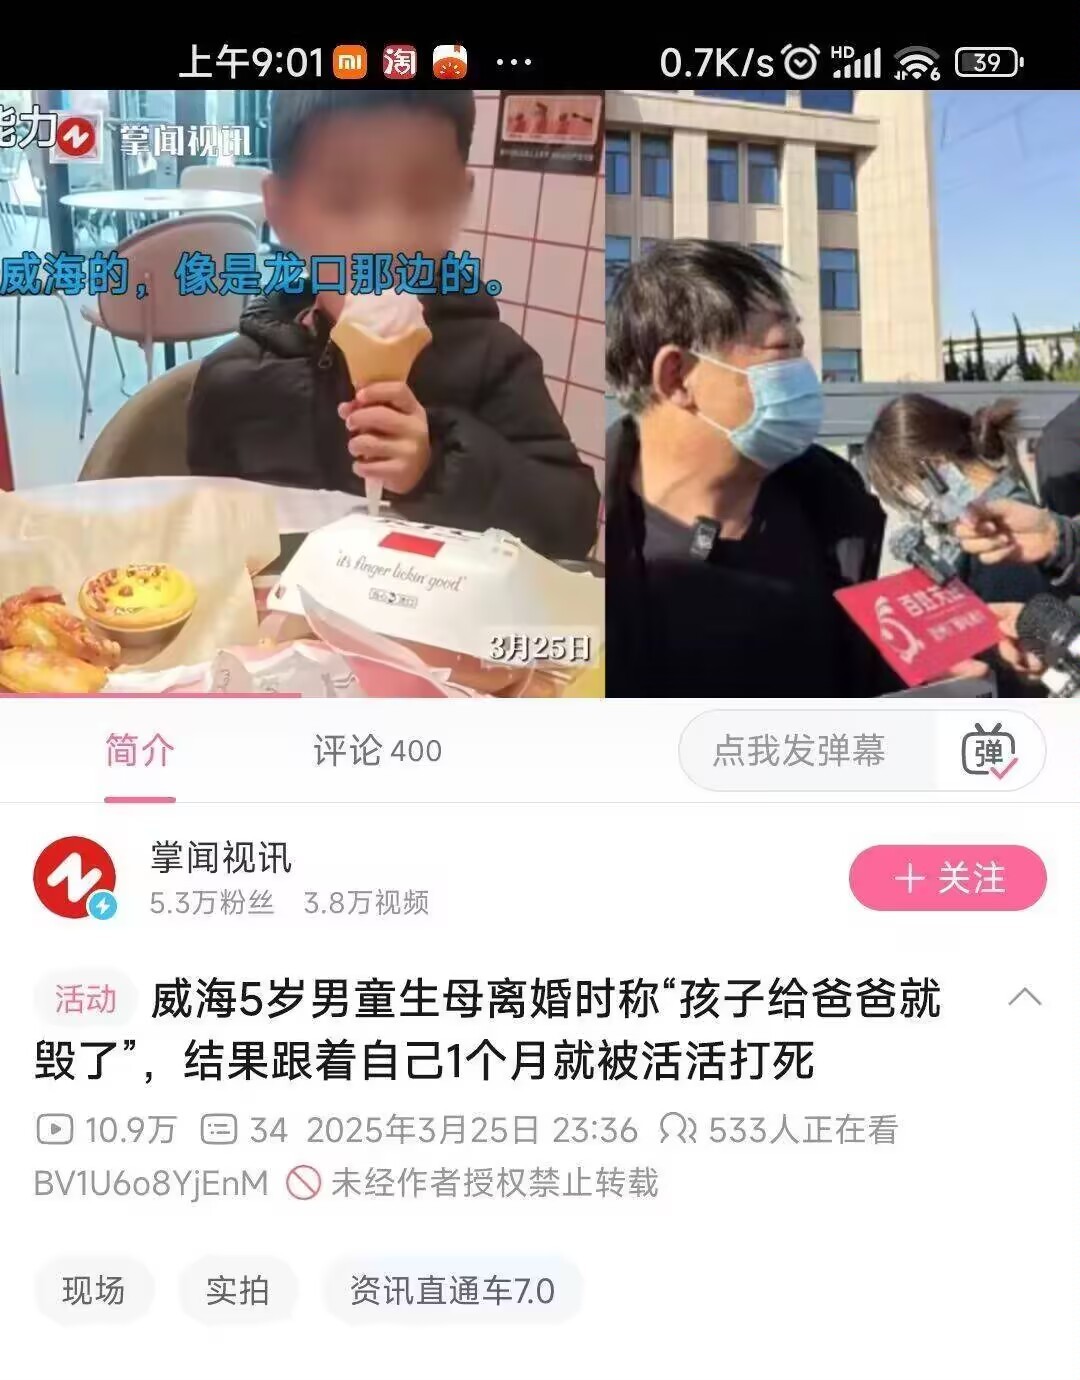 上午9:01
淘
···
0.7K/s
HD
6
39
能力
掌闻视讯
威海的，像是龙口那边的。
it's finger lickin' good
3月25日
简介
评论 400
点我发弹幕
弹
掌闻视讯
5.3万粉丝 3.8万视频
+ 关注
活动 威海5岁男童生母离婚时称“孩子给爸爸就
毁了”，结果跟着自己1个月就被活活打死
10.9万 34 2025年3月25日 23:36 533人正在看
BV1U6o8YjEnM 未经作者授权禁止转载
现场
实拍
资讯直通车7.0